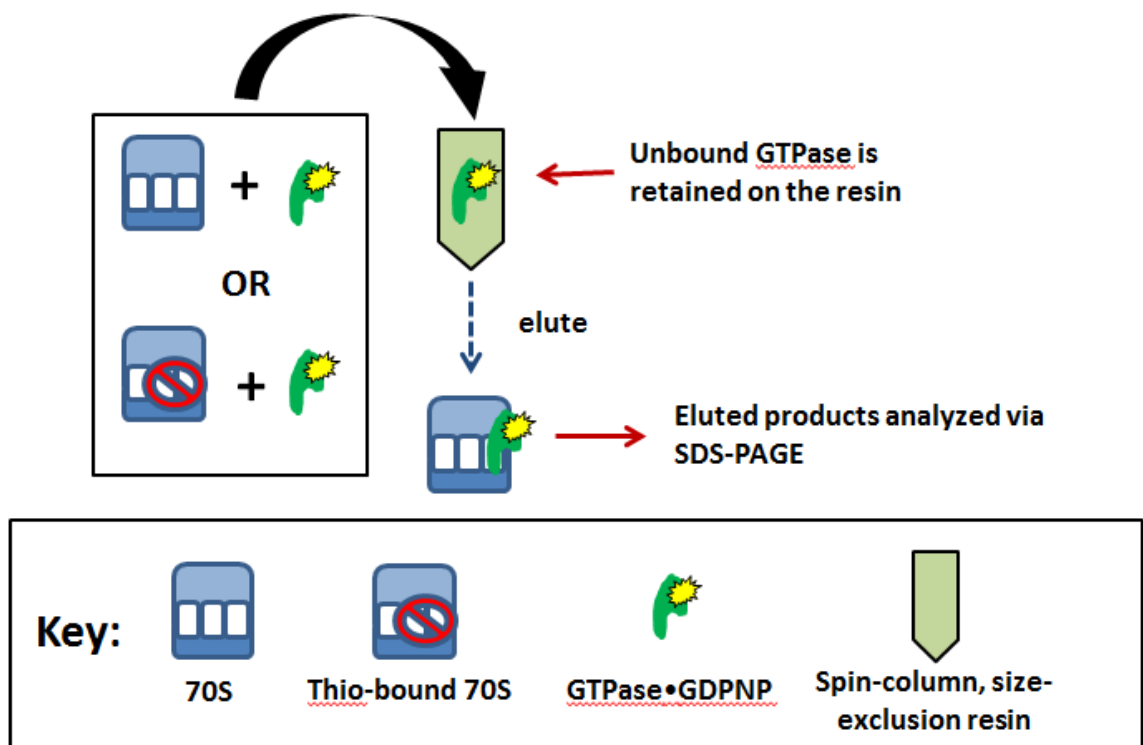 Unbound GTPase is
retained on the resin
+
OR
elute
+
Eluted products analyzed via
SDS-PAGE
Key:
70S
Thio-bound 70S
GTPase•GDPNP
Spin-column, size-
exclusion resin